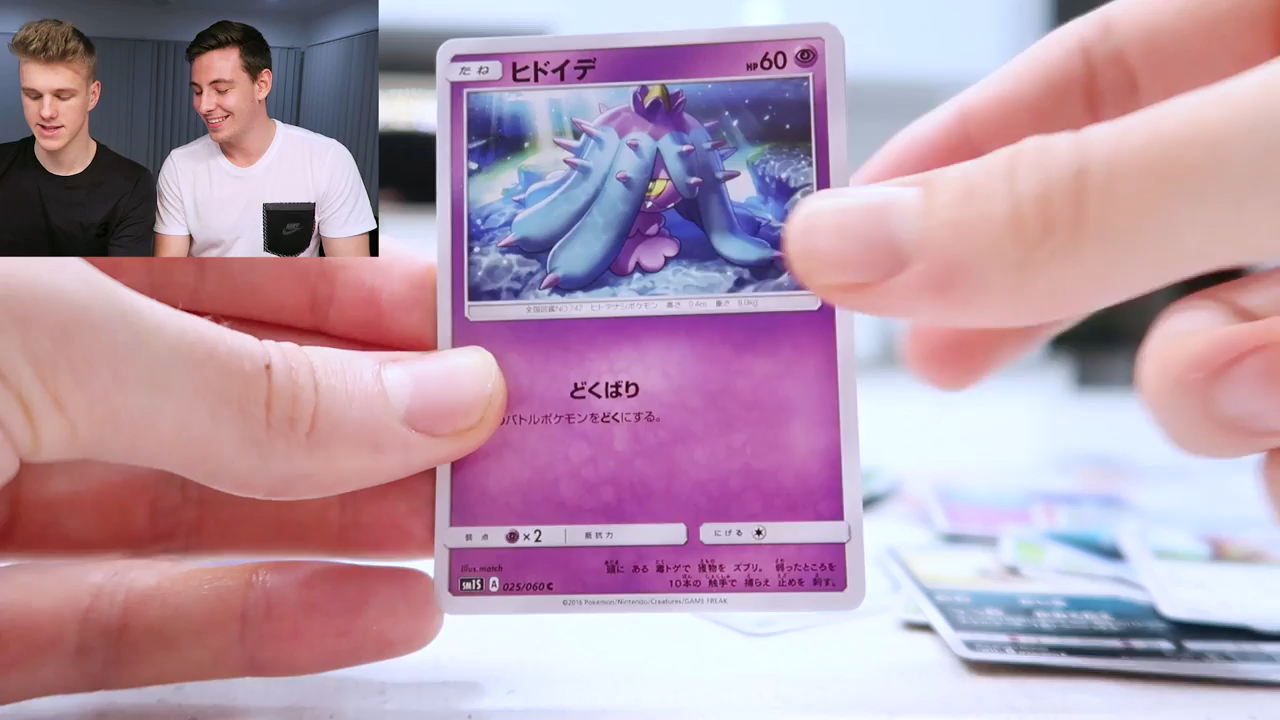 たね ヒドイデ HP60
全国図鑑NO.747 ヒトデナシポケモン 高さ:0.4m 重さ:8.0kg
どくばり
バトルポケモンをどくにする。
弱点 ×2 抵抗力 にげる
Illus.match
頭に ある 毒トゲで 獲物を ズブリ。 弱ったところを
10本の 触手で 捕らえ 止めを 刺す。
SM1S A 025/060 C
©2016 Pokémon/Nintendo/Creatures/GAME FREAK